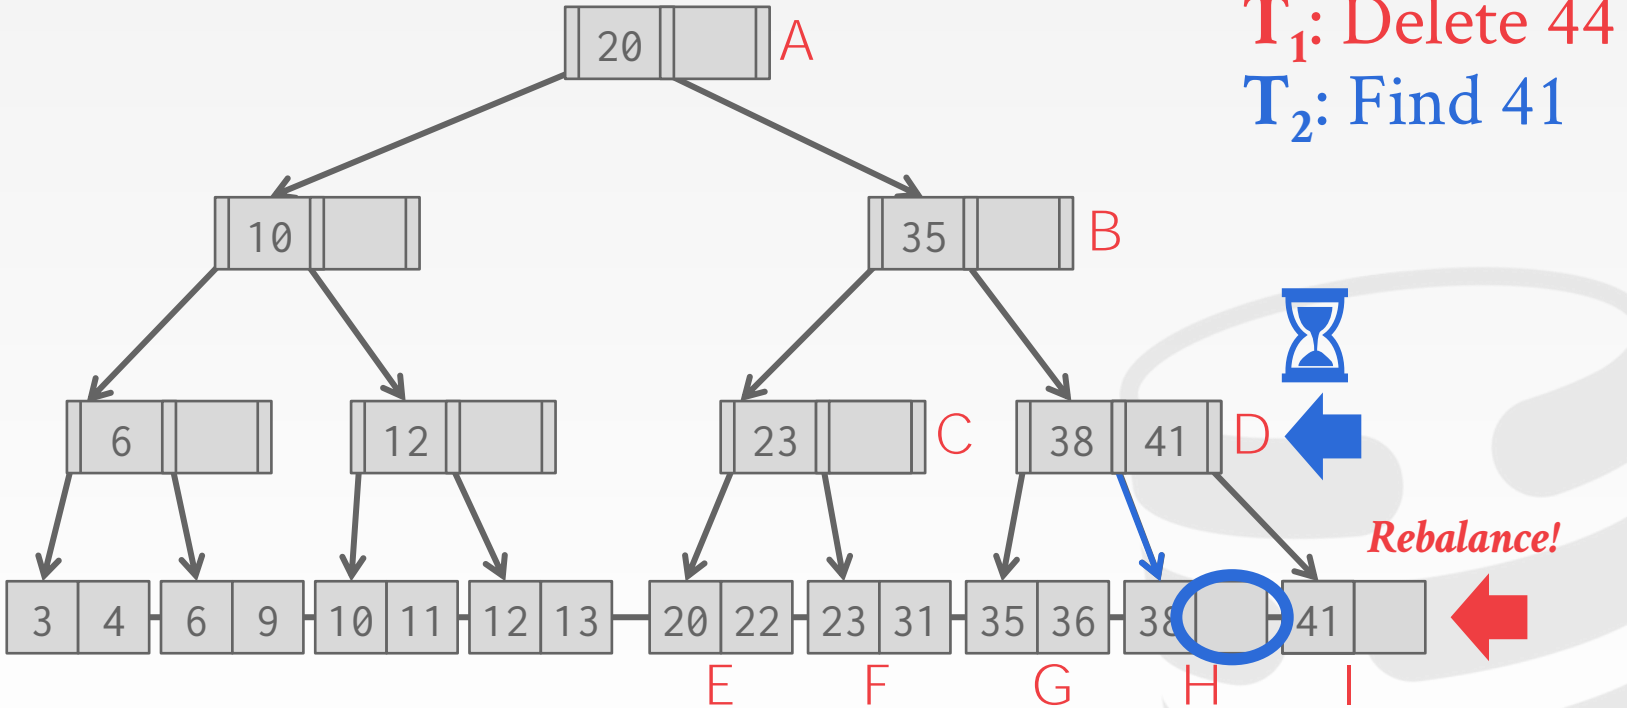 T1: Delete 44
T2: Find 41
20 A
10
35 B
6
12
23 C
38 41 D
Rebalance!
3 4 6 9 10 11 12 13 20 22 23 31 35 36 38 41
E F G H I